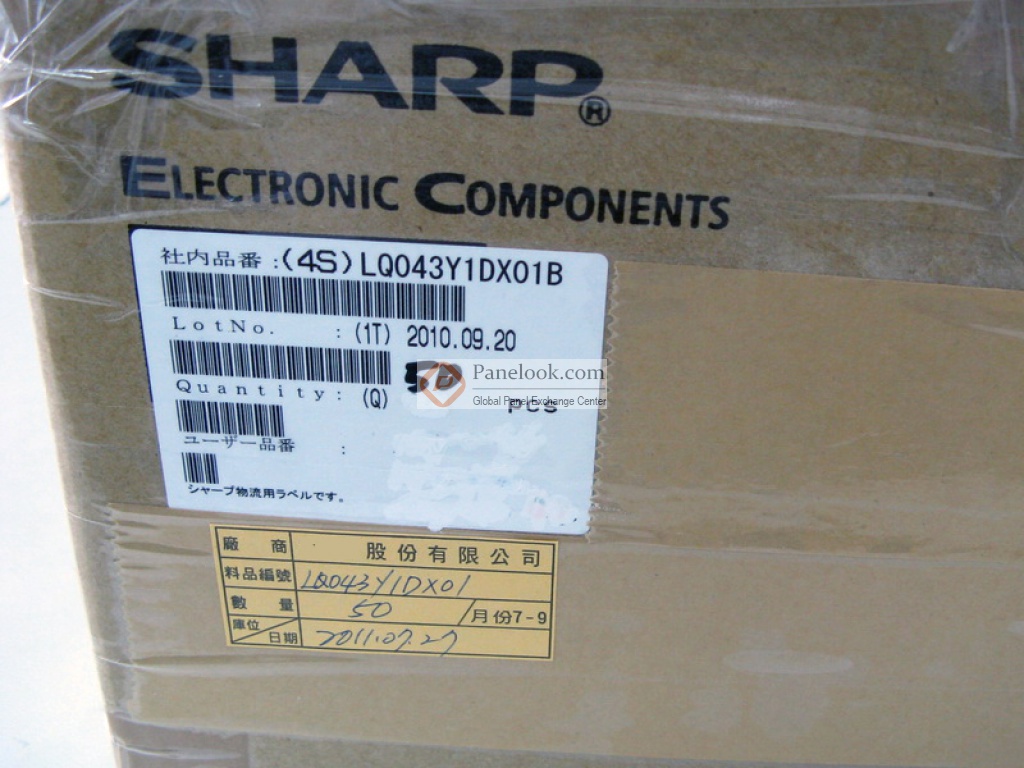 SHARP®
ELECTRONIC COMPONENTS
社内品番 : (4S) LQ043Y1DX01B
LotNo. : (1T) 2010.09.20
Quantity : (Q) 50 pcs
Panelook.com
Global Panel Exchange Center
ユーザー品番 :
シャープ物流用ラベルです。
廠商 股份有限公司
料品編號 LQ043Y1DX01
數量 50 月份7-9
庫位 日期 2011.07.27